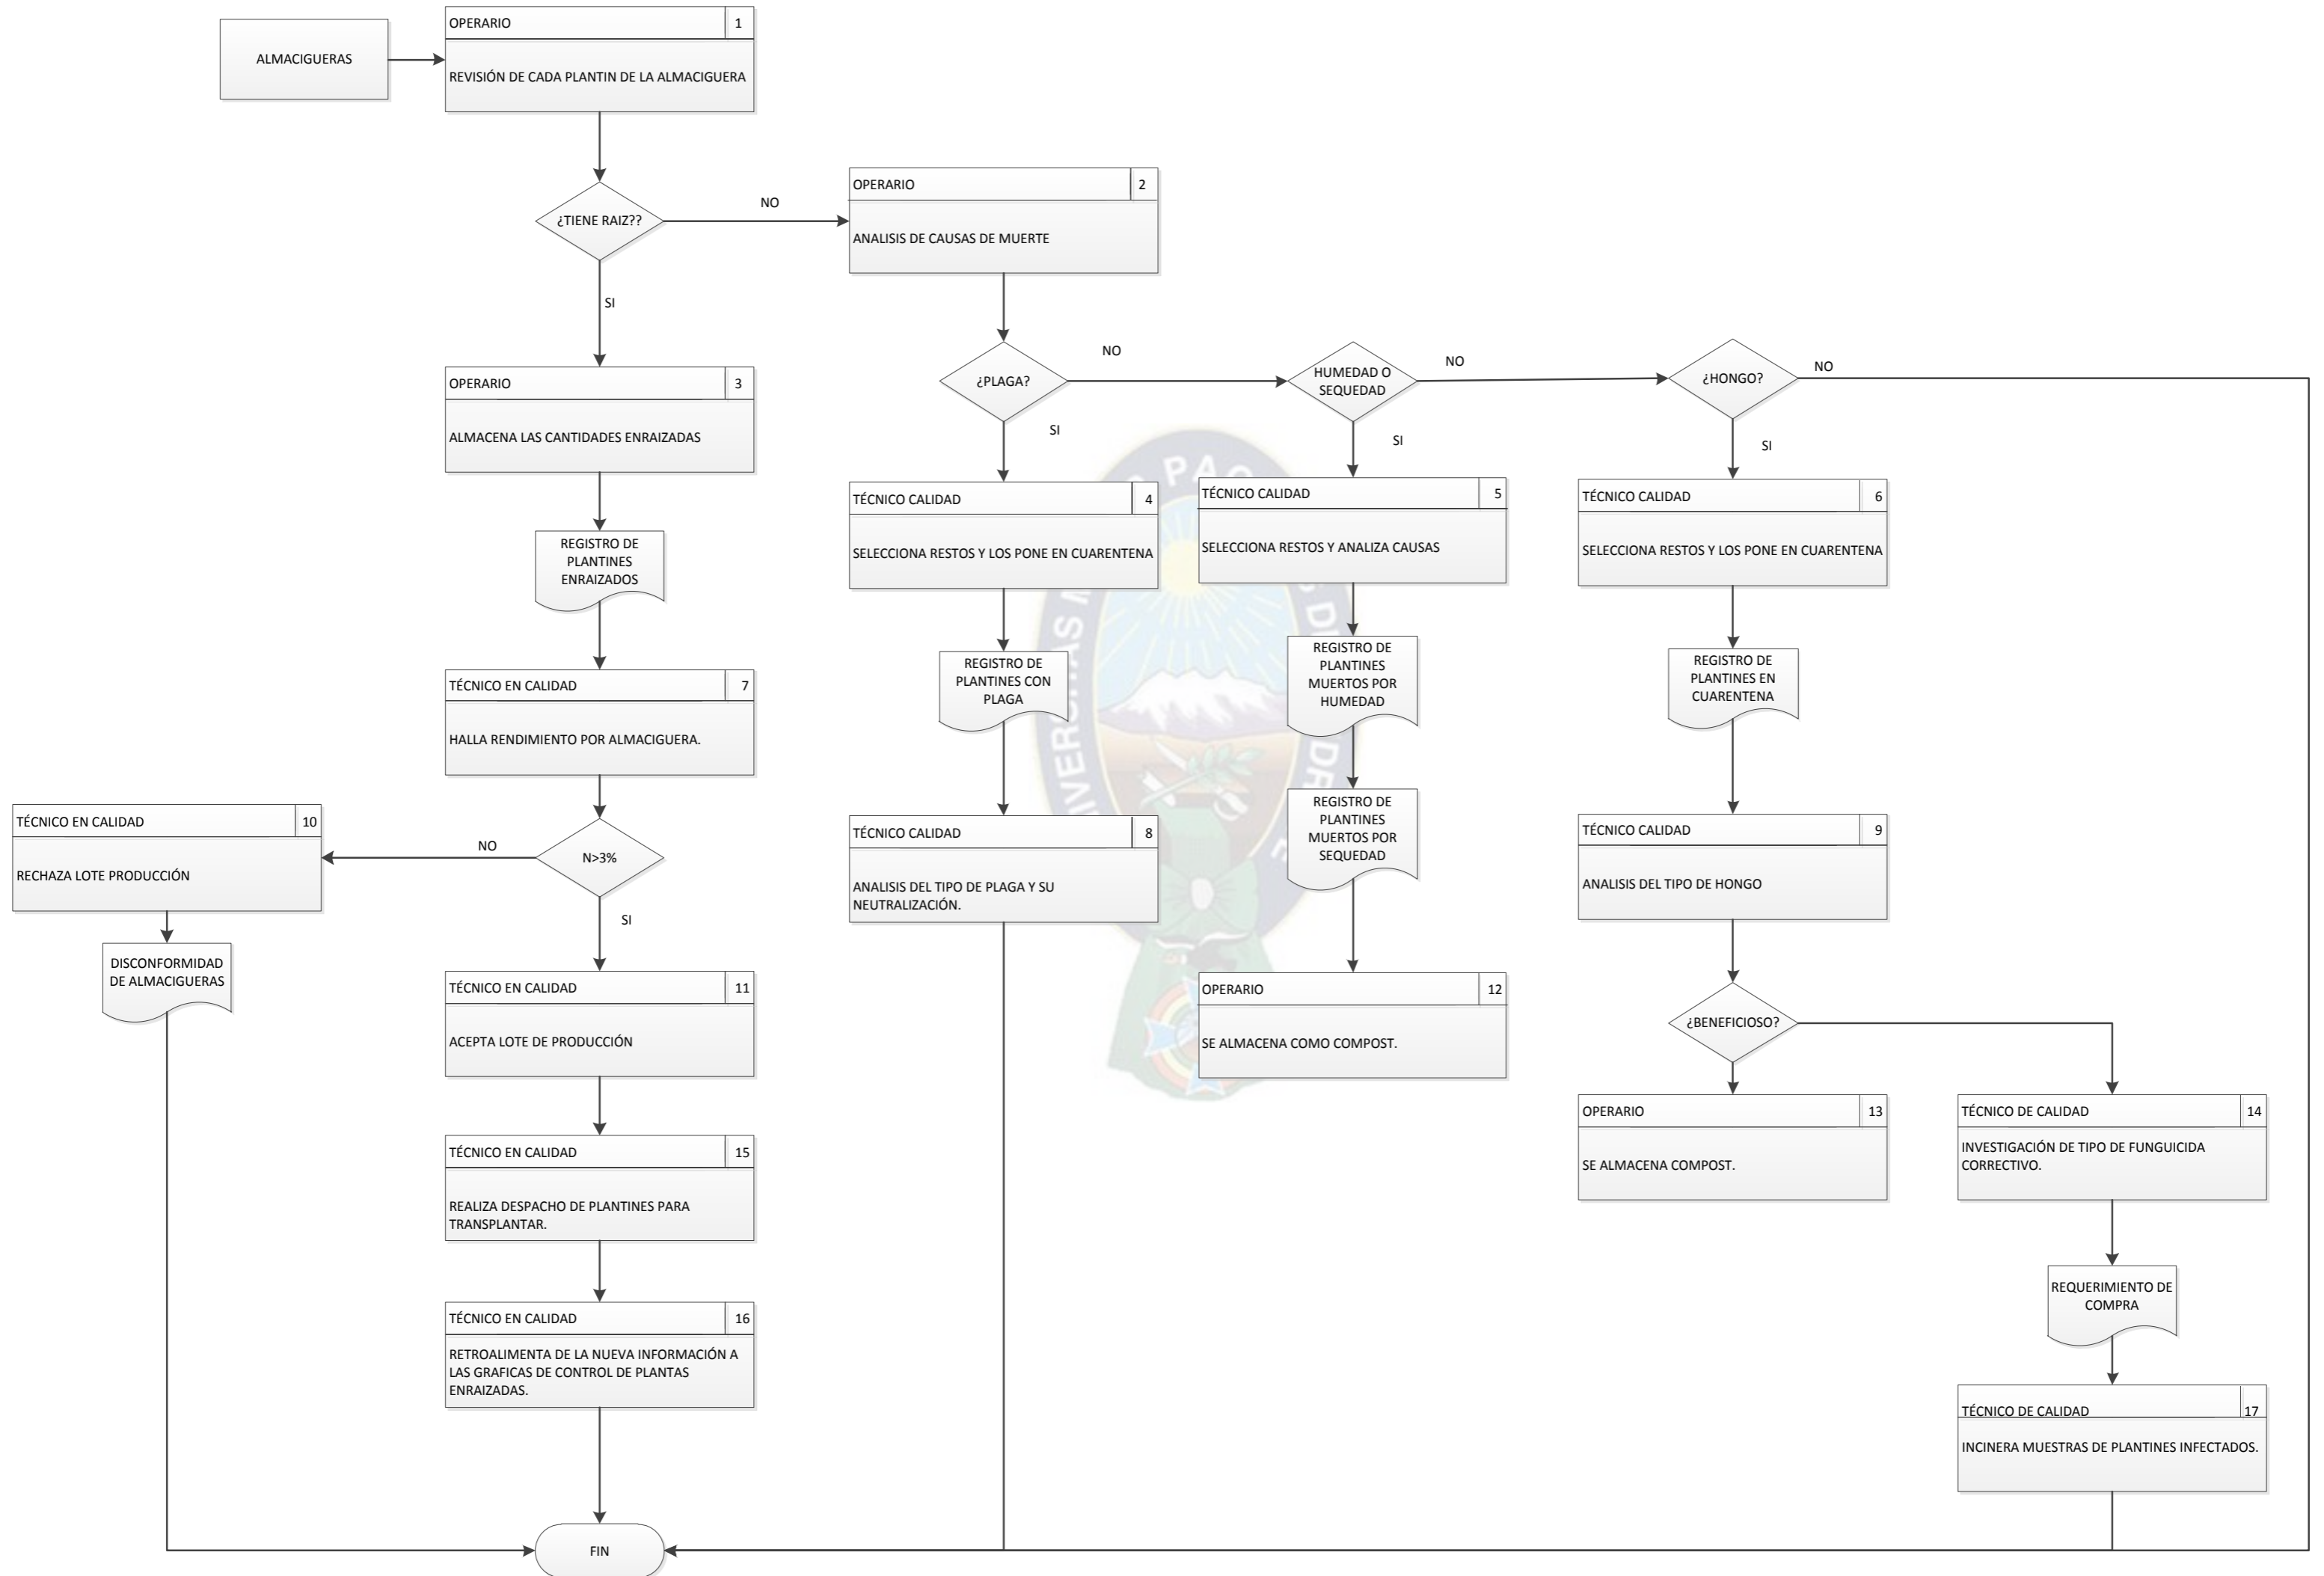 ALMACIGUERAS
OPERARIO 1
REVISIÓN DE CADA PLANTIN DE LA ALMACIGUERA
¿TIENE RAIZ??
NO
SI
OPERARIO 2
ANALISIS DE CAUSAS DE MUERTE
OPERARIO 3
ALMACENA LAS CANTIDADES ENRAIZADAS
¿PLAGA?
NO
SI
HUMEDAD O
SEQUEDAD
NO
SI
¿HONGO?
NO
SI
TÉCNICO CALIDAD 4
SELECCIONA RESTOS Y LOS PONE EN CUARENTENA
TÉCNICO CALIDAD 5
SELECCIONA RESTOS Y ANALIZA CAUSAS
TÉCNICO CALIDAD 6
SELECCIONA RESTOS Y LOS PONE EN CUARENTENA
REGISTRO DE
PLANTINES
ENRAIZADOS
REGISTRO DE
PLANTINES CON
PLAGA
REGISTRO DE
PLANTINES
MUERTOS POR
HUMEDAD
REGISTRO DE
PLANTINES EN
CUARENTENA
TÉCNICO EN CALIDAD 7
HALLA RENDIMIENTO POR ALMACIGUERA.
REGISTRO DE
PLANTINES
MUERTOS POR
SEQUEDAD
TÉCNICO CALIDAD 8
ANALISIS DEL TIPO DE PLAGA Y SU
NEUTRALIZACIÓN.
TÉCNICO CALIDAD 9
ANALISIS DEL TIPO DE HONGO
N>3%
NO
SI
TÉCNICO EN CALIDAD 10
RECHAZA LOTE PRODUCCIÓN
DISCONFORMIDAD
DE ALMACIGUERAS
TÉCNICO EN CALIDAD 11
ACEPTA LOTE DE PRODUCCIÓN
OPERARIO 12
SE ALMACENA COMO COMPOST.
¿BENEFICIOSO?
OPERARIO 13
SE ALMACENA COMPOST.
TÉCNICO DE CALIDAD 14
INVESTIGACIÓN DE TIPO DE FUNGUICIDA
CORRECTIVO.
TÉCNICO EN CALIDAD 15
REALIZA DESPACHO DE PLANTINES PARA
TRANSPLANTAR.
REQUERIMIENTO DE
COMPRA
TÉCNICO EN CALIDAD 16
RETROALIMENTA DE LA NUEVA INFORMACIÓN A
LAS GRAFICAS DE CONTROL DE PLANTAS
ENRAIZADAS.
TÉCNICO DE CALIDAD 17
INCINERA MUESTRAS DE PLANTINES INFECTADOS.
FIN